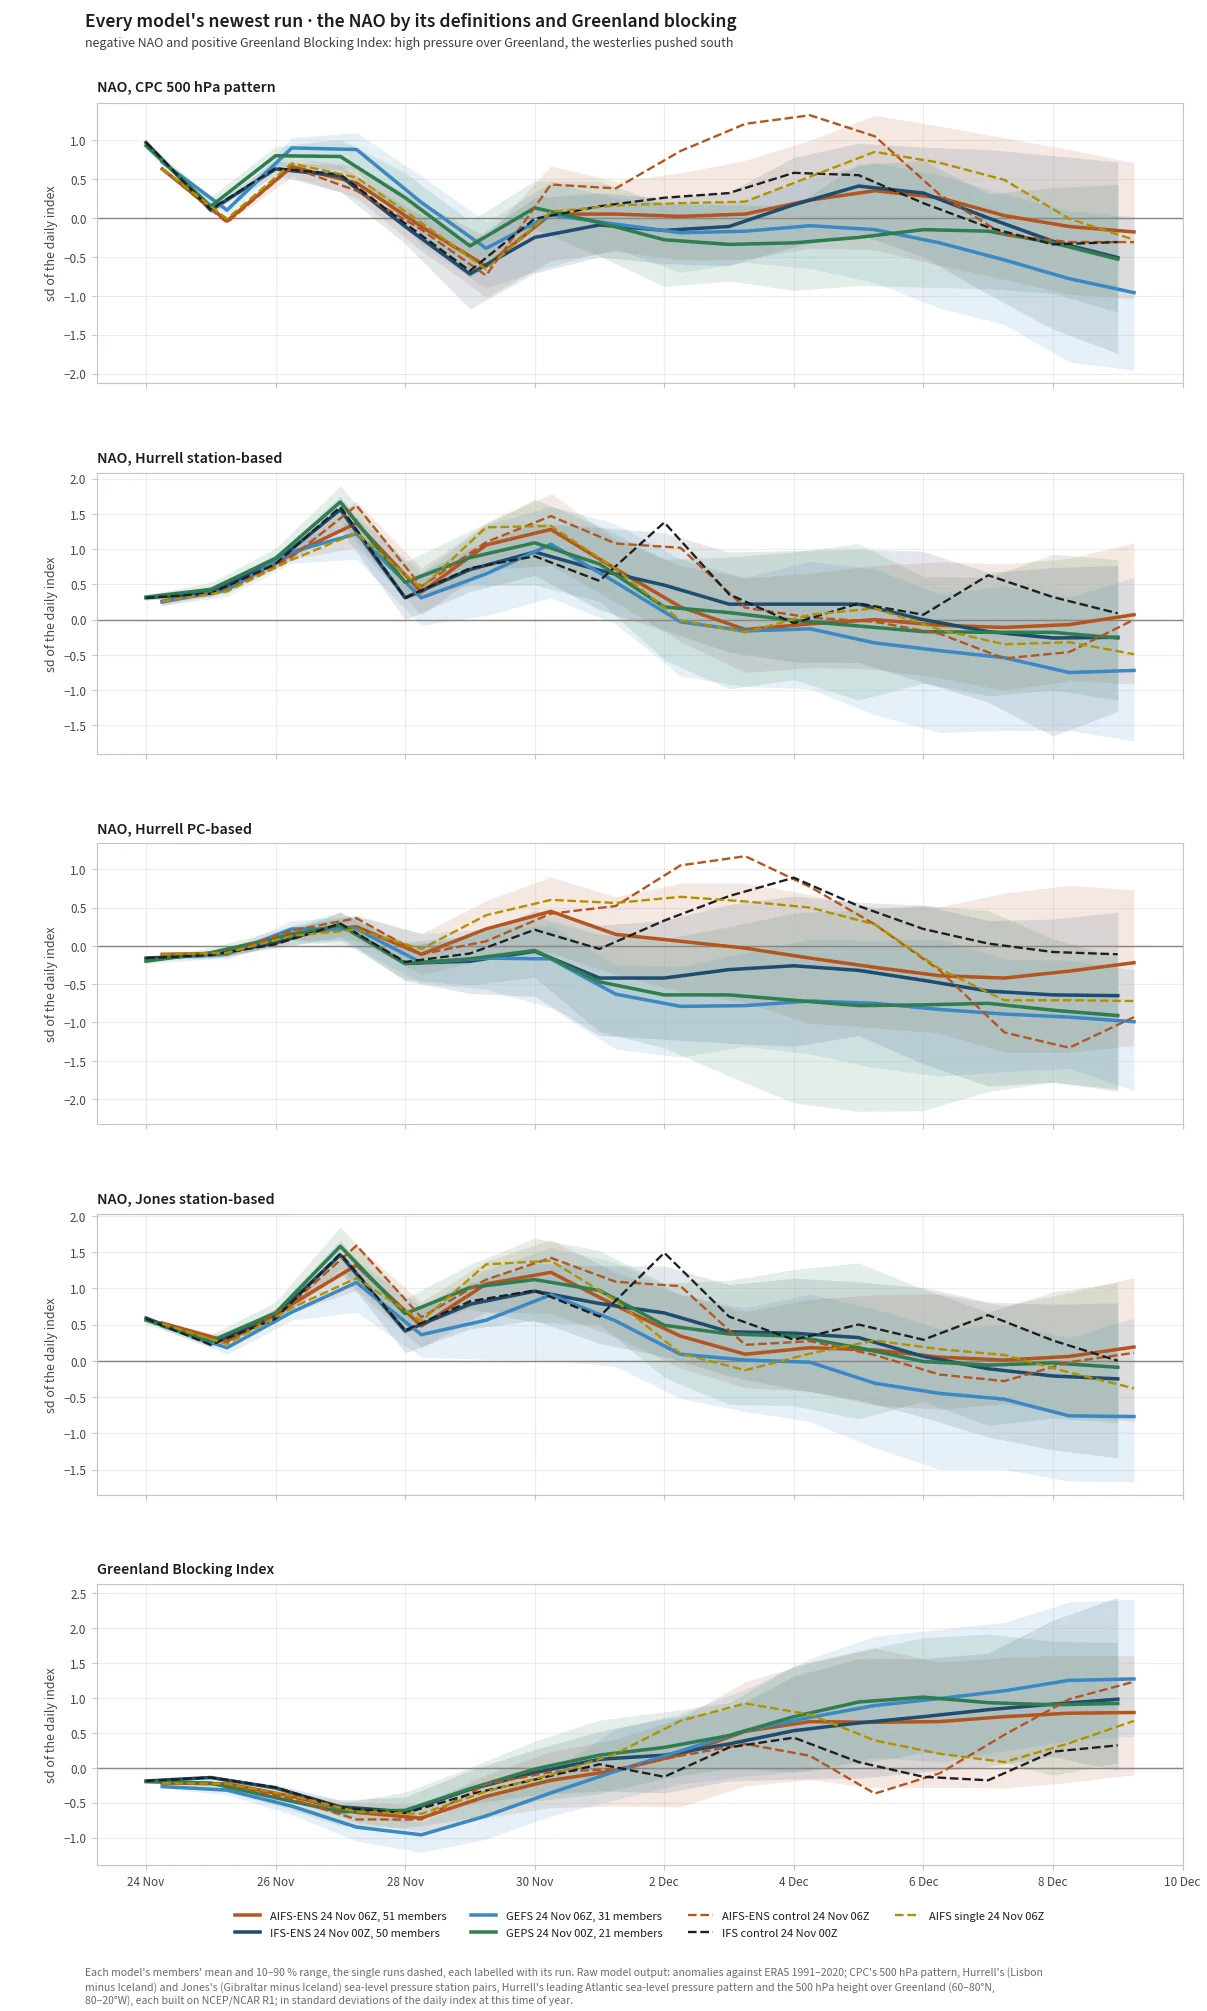 Every model's newest run · the NAO by its definitions and Greenland blocking
negative NAO and positive Greenland Blocking Index: high pressure over Greenland, the westerlies pushed south
NAO, CPC 500 hPa pattern
sd of the daily index
1.0
0.5
0.0
−0.5
−1.0
−1.5
−2.0
NAO, Hurrell station-based
sd of the daily index
2.0
1.5
1.0
0.5
0.0
−0.5
−1.0
−1.5
NAO, Hurrell PC-based
sd of the daily index
1.0
0.5
0.0
−0.5
−1.0
−1.5
−2.0
NAO, Jones station-based
sd of the daily index
2.0
1.5
1.0
0.5
0.0
−0.5
−1.0
−1.5
Greenland Blocking Index
sd of the daily index
2.5
2.0
1.5
1.0
0.5
0.0
−0.5
−1.0
24 Nov 26 Nov 28 Nov 30 Nov 2 Dec 4 Dec 6 Dec 8 Dec 10 Dec
AIFS-ENS 24 Nov 06Z, 51 members GEFS 24 Nov 06Z, 31 members AIFS-ENS control 24 Nov 06Z AIFS single 24 Nov 06Z
IFS-ENS 24 Nov 00Z, 50 members GEPS 24 Nov 00Z, 21 members IFS control 24 Nov 00Z
Each model's members' mean and 10–90 % range, the single runs dashed, each labelled with its run. Raw model output: anomalies against ERA5 1991–2020; CPC's 500 hPa pattern, Hurrell's (Lisbon
minus Iceland) and Jones's (Gibraltar minus Iceland) sea-level pressure station pairs, Hurrell's leading Atlantic sea-level pressure pattern and the 500 hPa height over Greenland (60–80°N,
80–20°W), each built on NCEP/NCAR R1; in standard deviations of the daily index at this time of year.